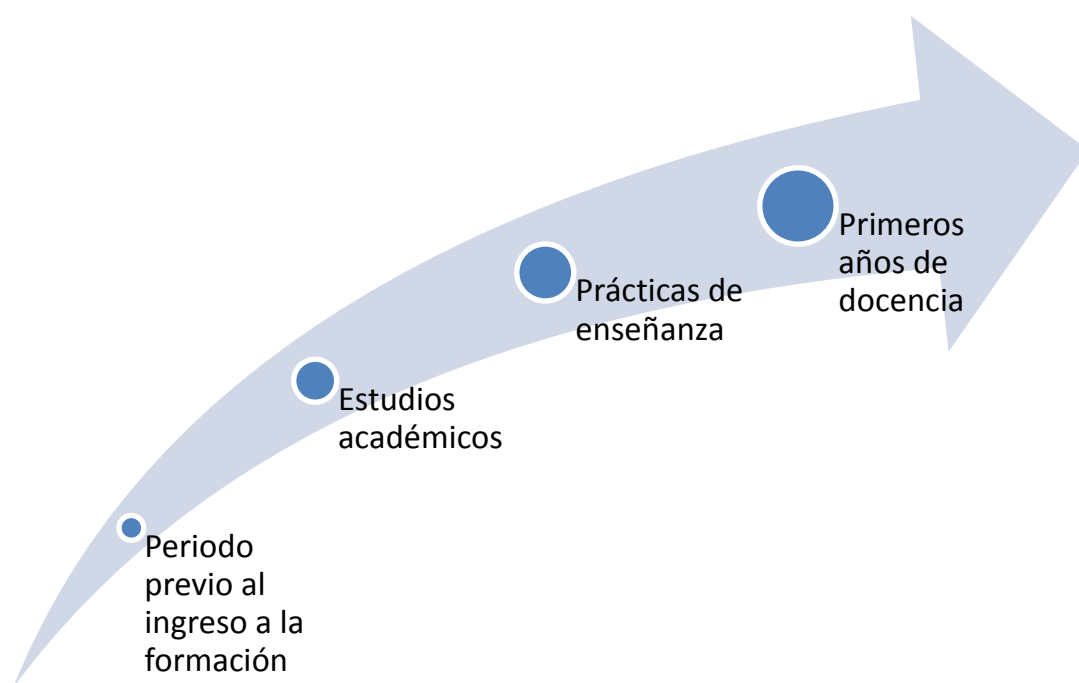 Primeros
años de
docencia
Prácticas de
enseñanza
Estudios
académicos
Periodo
previo al
ingreso a la
formación